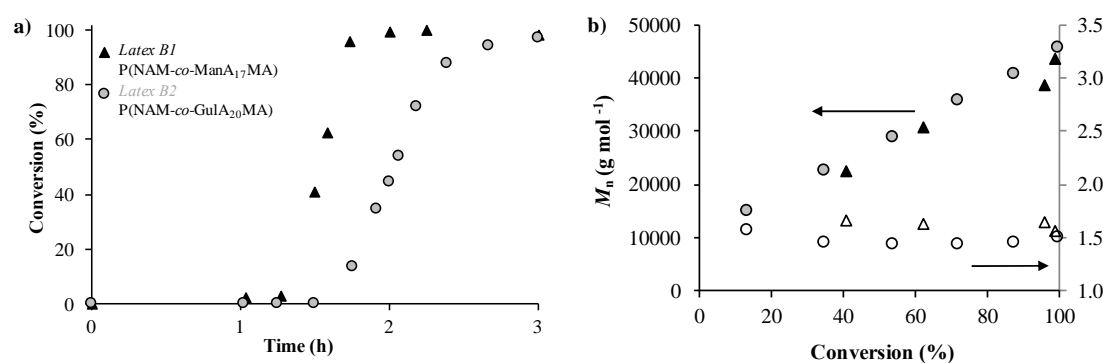 a)
Conversion (%)
100
80
60
40
20
0
Latex B1
P(NAM-co-ManA₁₇MA)
Latex B2
P(NAM-co-GulA₂₀MA)
0
1
2
3
Time (h)
b)
Mₙ (g mol ⁻¹)
50000
40000
30000
20000
10000
0
3.5
3.0
2.5
2.0
1.5
1.0
0
20
40
60
80
100
Conversion (%)